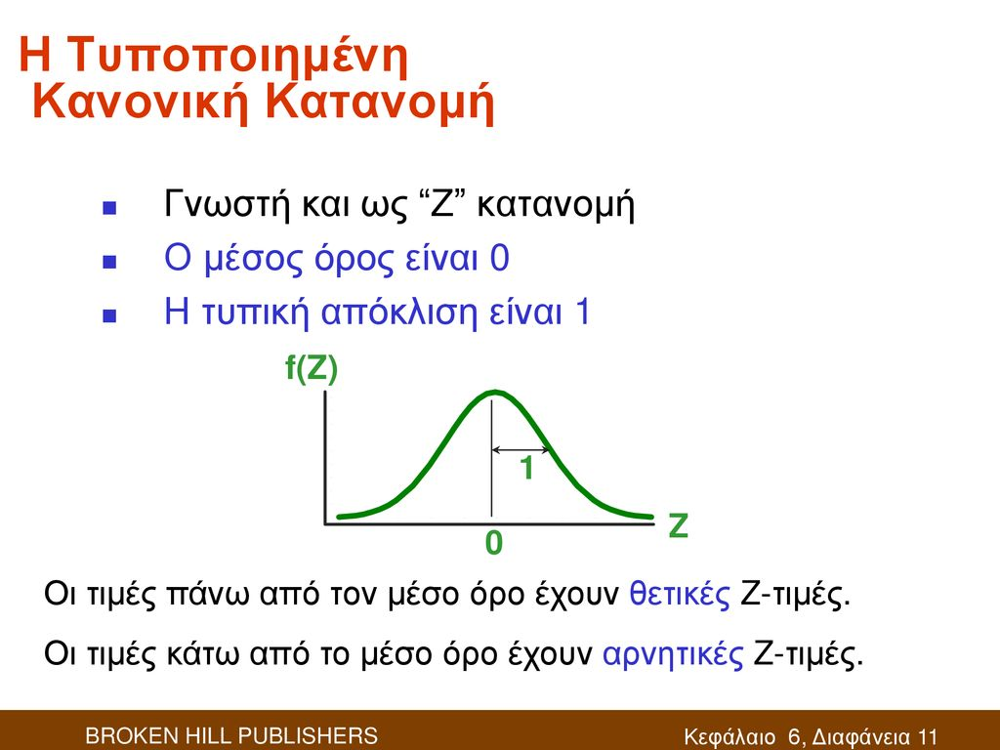 Η Τυποποιημένη
Κανονική Κατανομή
Γνωστή και ως “Z” κατανομή
Ο μέσος όρος είναι 0
Η τυπική απόκλιση είναι 1
f(Z)
1
Z
0
Οι τιμές πάνω από τον μέσο όρο έχουν θετικές Z-τιμές.
Οι τιμές κάτω από το μέσο όρο έχουν αρνητικές Z-τιμές.
BROKEN HILL PUBLISHERS
Κεφάλαιο 6, Διαφάνεια 11